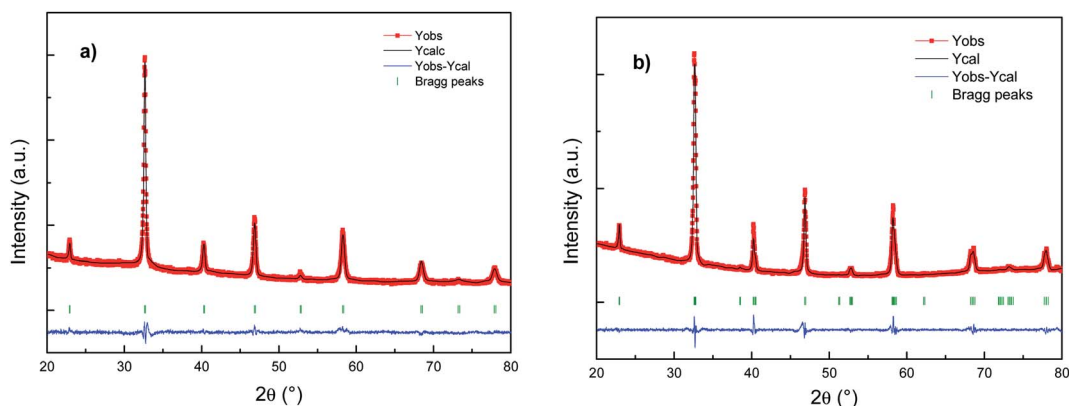 a)
Yobs
Ycalc
Yobs-Ycal
Bragg peaks
Intensity (a.u.)
20 30 40 50 60 70 80
2θ (°)
b)
Yobs
Ycal
Yobs-Ycal
Bragg peaks
Intensity (a.u.)
20 30 40 50 60 70 80
2θ (°)